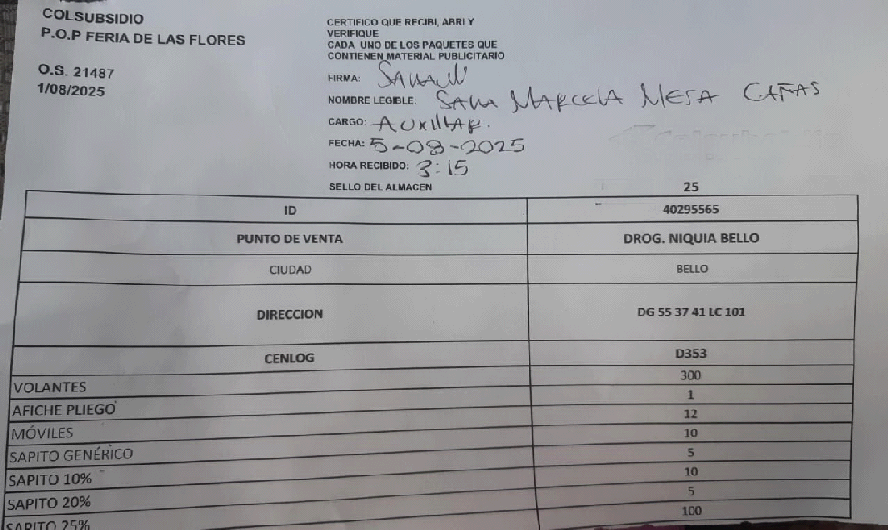 COLSUBSIDIO
P.O.P FERIA DE LAS FLORES
O.S. 21487
1/08/2025
CERTIFICO QUE RECIBI, ABRI Y
VERIFIQUE
CADA UNO DE LOS PAQUETES QUE
CONTIENEN MATERIAL PUBLICITARIO
FIRMA: SARA M
NOMBRE LEGIBLE: SARA MARCELA MESA CAÑAS
CARGO: AUXILIAR.
FECHA: 5-08-2025
HORA RECIBIDO: 3:15
SELLO DEL ALMACEN 25
ID 40295565
PUNTO DE VENTA DROG. NIQUIA BELLO
CIUDAD BELLO
DIRECCION DG 55 37 41 LC 101
CENLOG D353
VOLANTES 300
AFICHE PLIEGO 1
MÓVILES 12
SAPITO GENÉRICO 10
SAPITO 10% 5
SAPITO 20% 10
SAPITO 25% 5
100